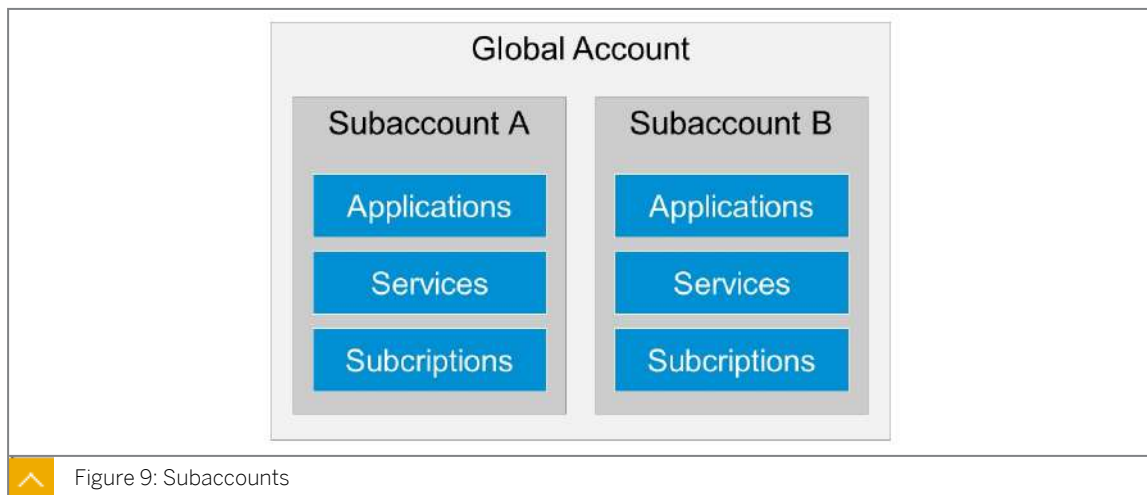 Global Account
Subaccount A
Applications
Services
Subcriptions
Subaccount B
Applications
Services
Subcriptions
Figure 9: Subaccounts